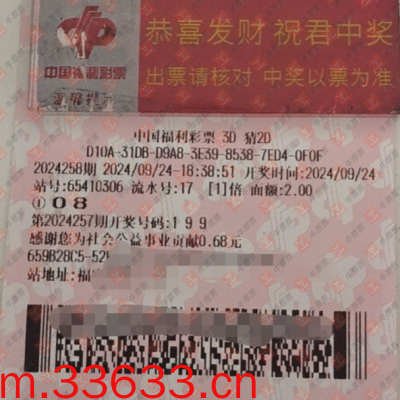 恭喜发财 祝君中奖
中国福利彩票
出票请核对 中奖以票为准
中国福利彩票 3D 猜2D
D10A-31DB-D9A8-3E39-8538-7ED4-0F0F
2024258期 2024/09/24-18:38:51 开奖时间:2024/09/24
站号:65410306 流水号:17 [1]倍 面额:2.00
① 0 8
第2024257期开奖号码:1 9 9
感谢您为社会公益事业贡献0.68元
659B28C5-52
站地址:福
m.33633.cn